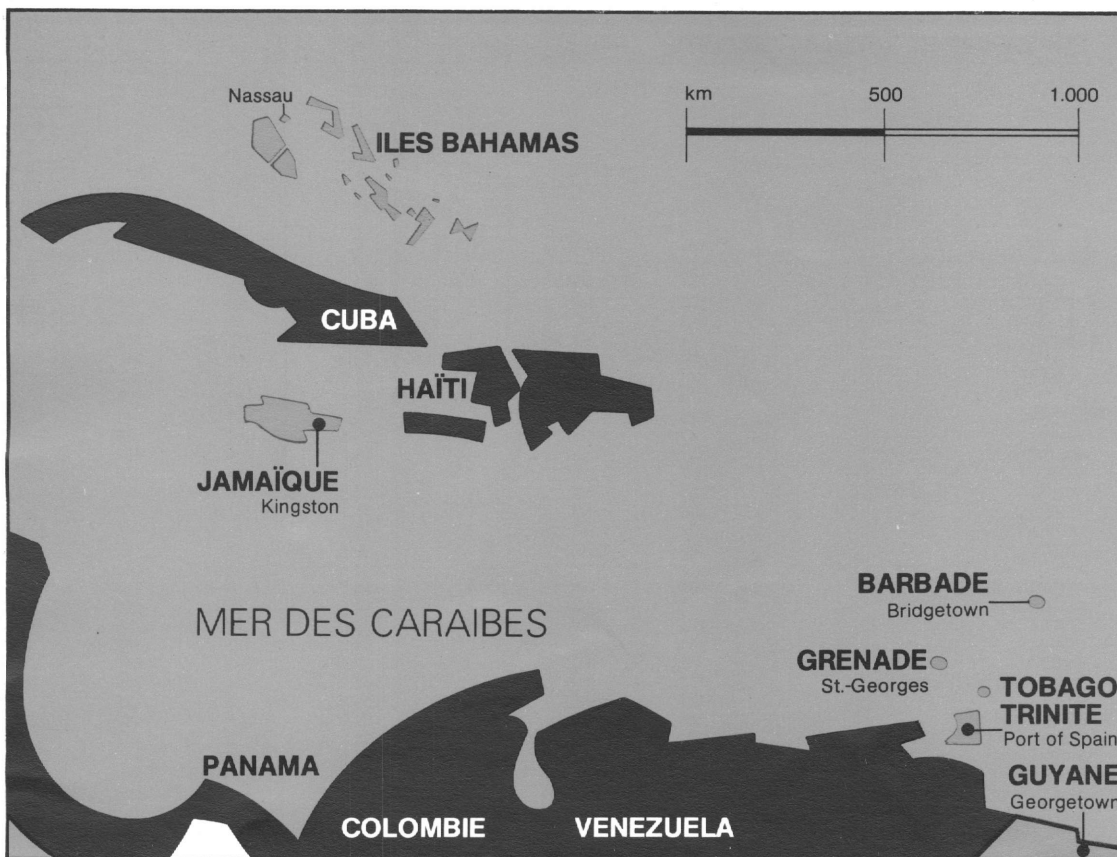 Nassau
ILES BAHAMAS
km 500 1.000
CUBA
HAÏTI
JAMAÏQUE
Kingston
MER DES CARAIBES
BARBADE
Bridgetown
GRENADE
St.-Georges
TOBAGO
TRINITE
Port of Spain
PANAMA
GUYANE
Georgetown
COLOMBIE
VENEZUELA